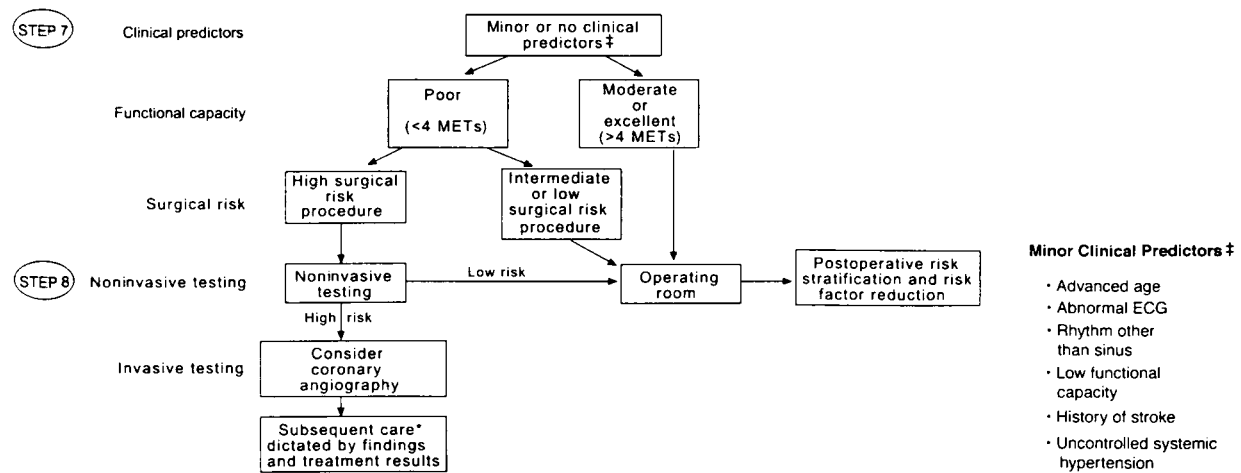 STEP 7
Clinical predictors
Minor or no clinical
predictors‡
Functional capacity
Poor
(<4 METs)
Moderate
or
excellent
(>4 METs)
Surgical risk
High surgical
risk
procedure
Intermediate
or low
surgical risk
procedure
STEP 8
Noninvasive testing
Noninvasive
testing
Low risk
Operating
room
Postoperative risk
stratification and risk
factor reduction
High risk
Invasive testing
Consider
coronary
angiography
Subsequent care*
dictated by findings
and treatment results
Minor Clinical Predictors‡
· Advanced age
· Abnormal ECG
· Rhythm other
than sinus
· Low functional
capacity
· History of stroke
· Uncontrolled systemic
hypertension